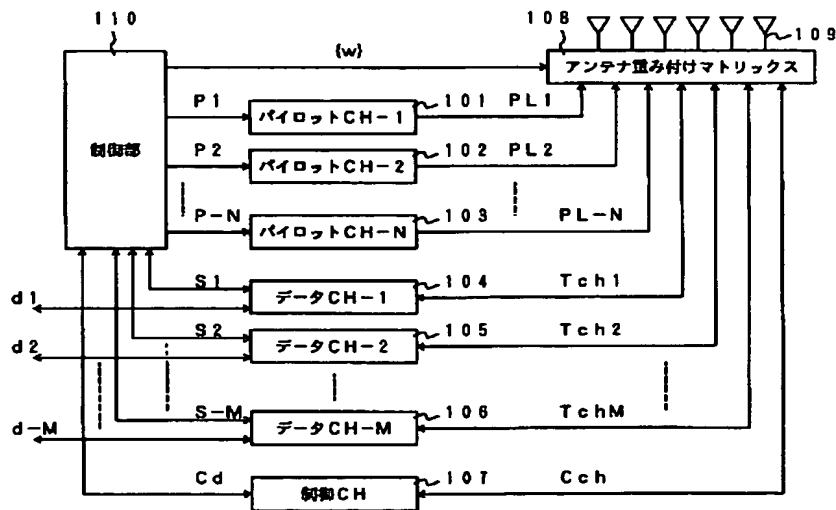 110
{w}
108
109
アンテナ重み付けマトリックス
制御部
P1
パイロットCH-1
101
PL1
P2
パイロットCH-2
102
PL2
P-N
パイロットCH-N
103
PL-N
S1
データCH-1
104
Tch1
d1
S2
データCH-2
105
Tch2
d2
S-M
データCH-M
106
TchM
d-M
Cd
制御CH
107
Cch